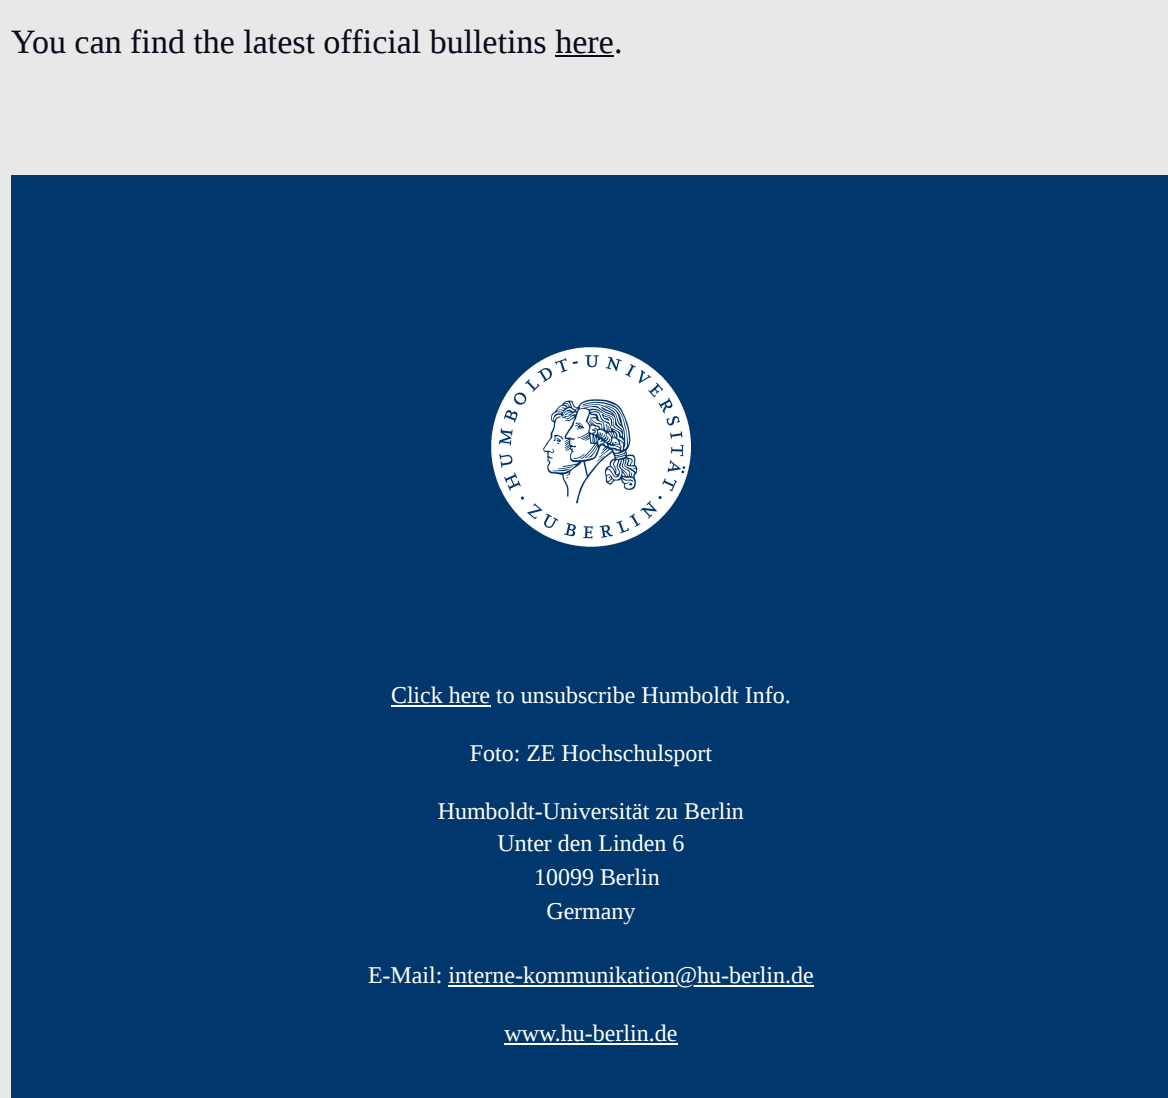 You can find the latest official bulletins here.
HUMBOLDT-UNIVERSITÄT
· ZU BERLIN ·
Click here to unsubscribe Humboldt Info.
Foto: ZE Hochschulsport
Humboldt-Universität zu Berlin
Unter den Linden 6
10099 Berlin
Germany
E-Mail: interne-kommunikation@hu-berlin.de
www.hu-berlin.de